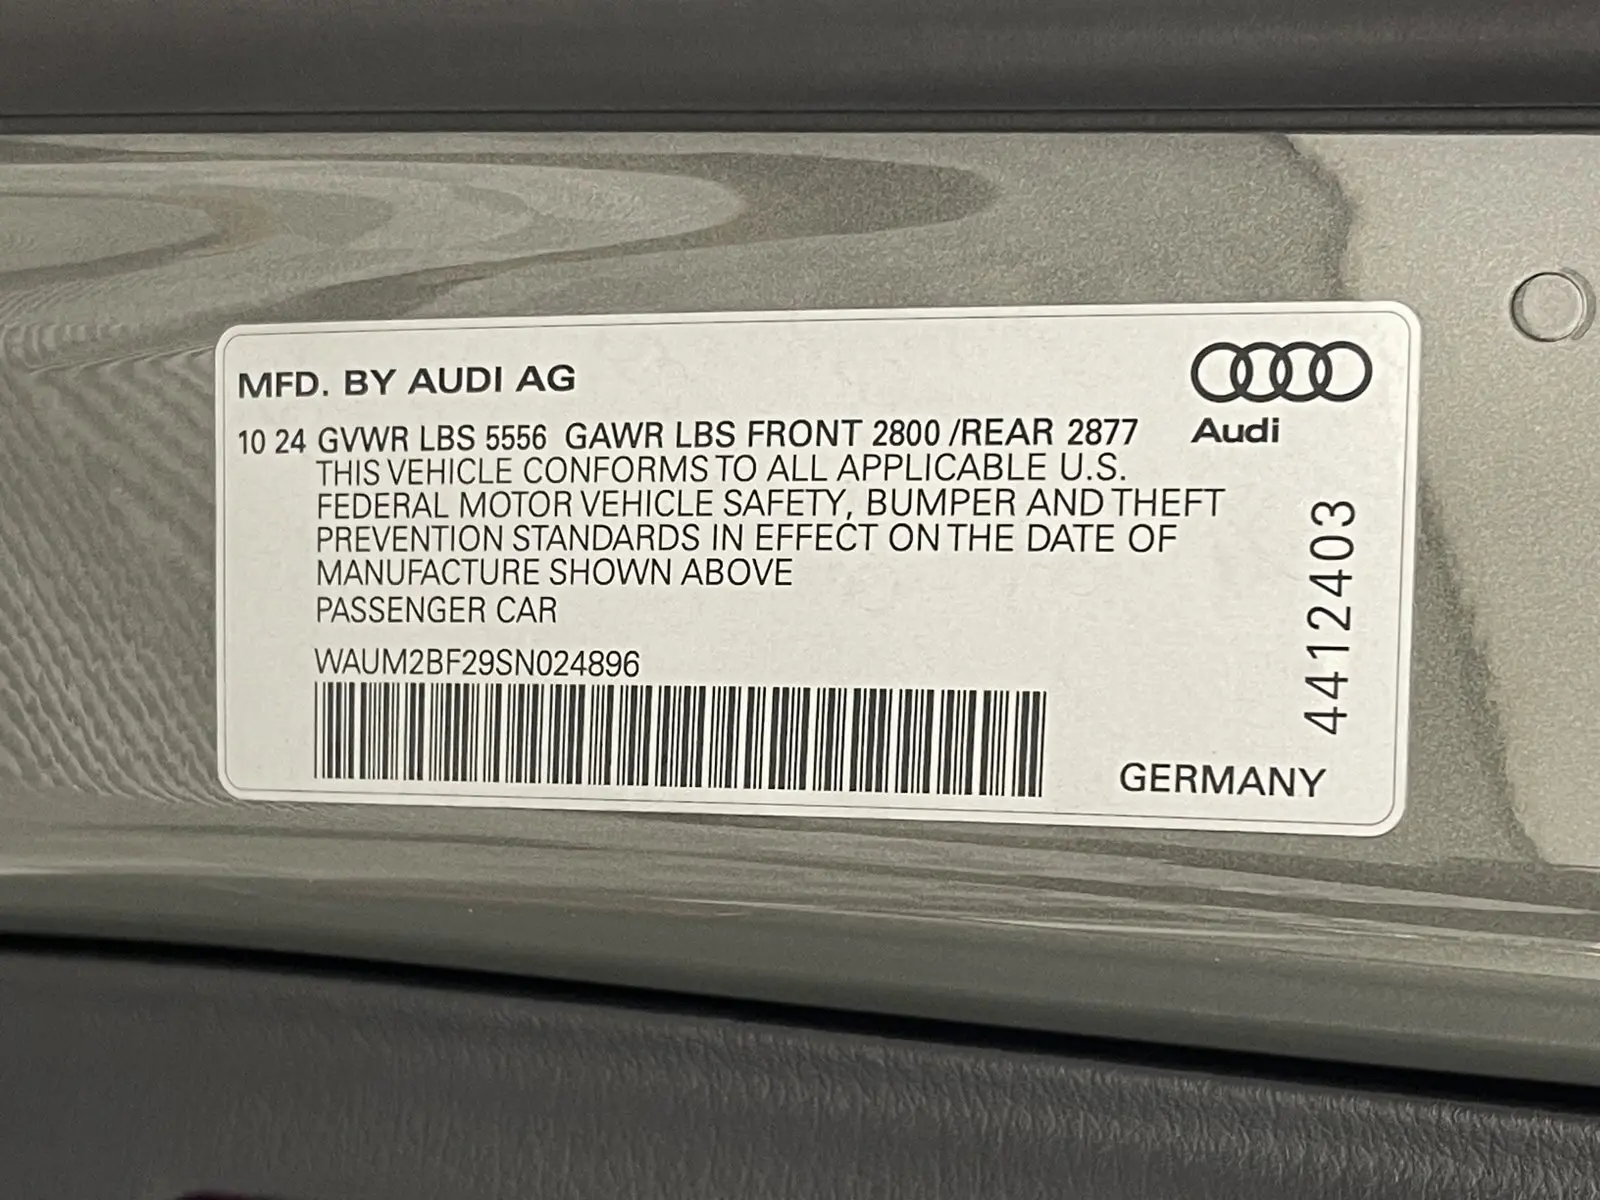 MFD. BY AUDI AG
Audi
10 24 GVWR LBS 5556 GAWR LBS FRONT 2800 /REAR 2877
THIS VEHICLE CONFORMS TO ALL APPLICABLE U.S.
FEDERAL MOTOR VEHICLE SAFETY, BUMPER AND THEFT
PREVENTION STANDARDS IN EFFECT ON THE DATE OF
MANUFACTURE SHOWN ABOVE
PASSENGER CAR
WAUM2BF29SN024896
4412403
GERMANY